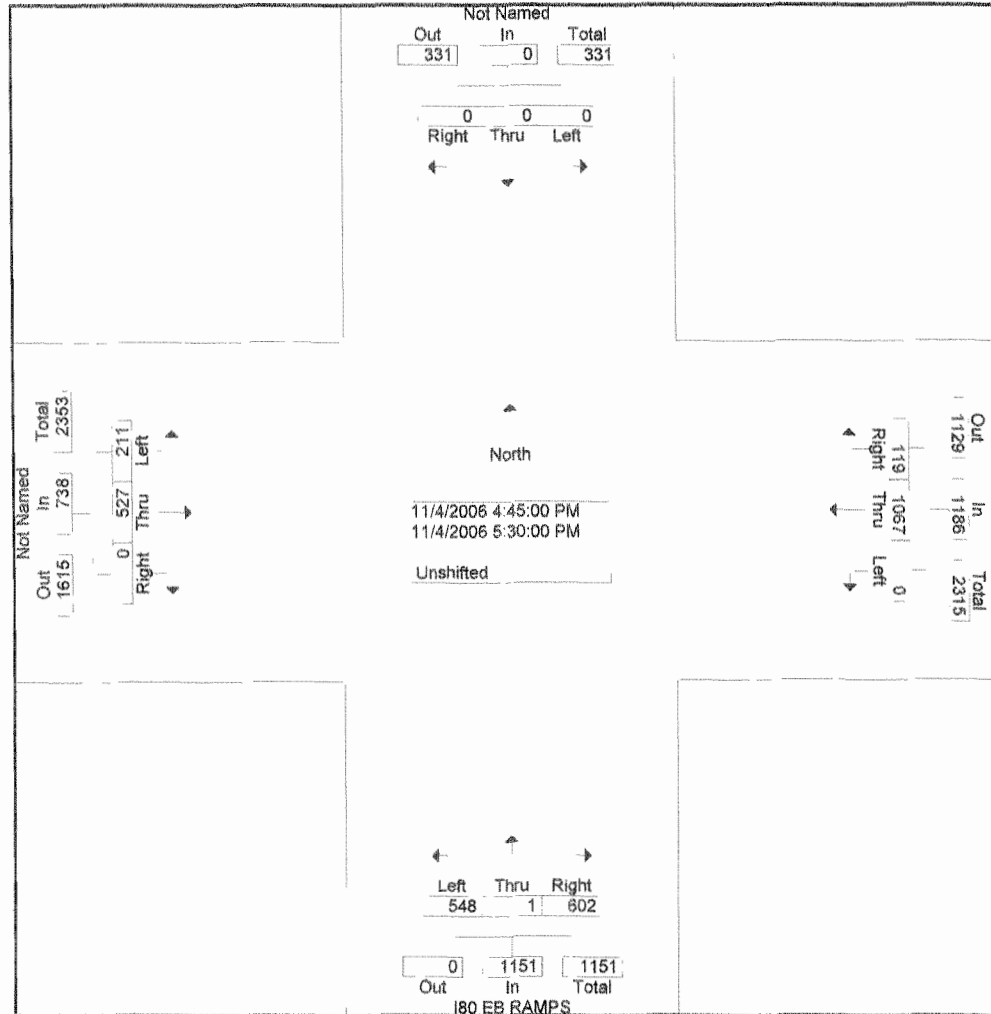 Not Named
Out In Total
331 0 331
0 0 0
Right Thru Left
Not Named
Total 2353
In 738
Out 1615
211 527 0
Left Thru Right
North
11/4/2006 4:45:00 PM
11/4/2006 5:30:00 PM
Unshifted
Right Thru Left
119 1067 0
Out In Total
1129 1186 2315
Left Thru Right
548 1 602
0 1151 1151
Out In Total
I80 EB RAMPS